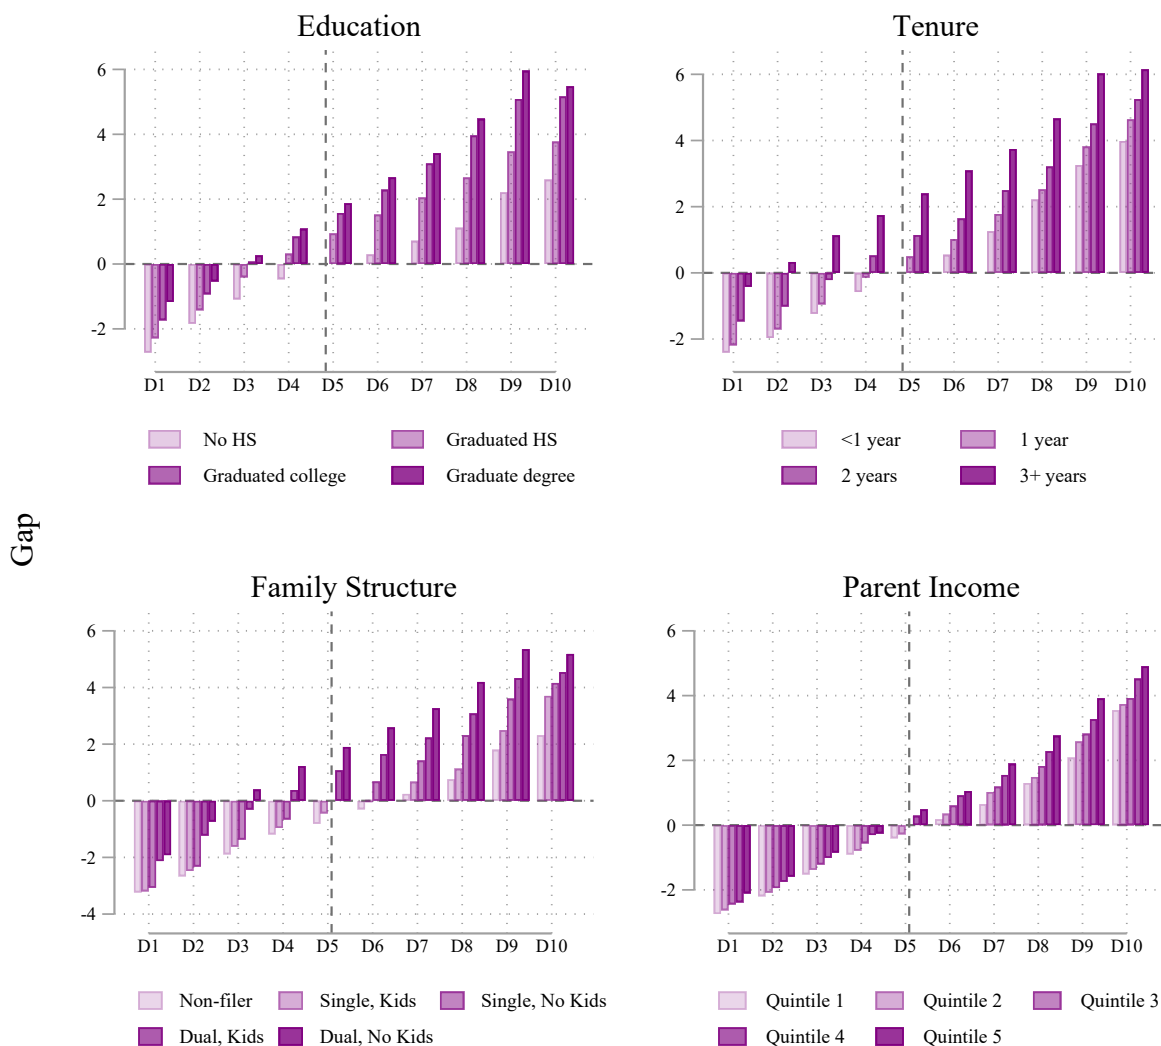 Education
6
4
2
0
-2
D1 D2 D3 D4 D5 D6 D7 D8 D9 D10
No HS Graduated HS
Graduated college Graduate degree
Tenure
6
4
2
0
-2
D1 D2 D3 D4 D5 D6 D7 D8 D9 D10
<1 year 1 year
2 years 3+ years
Gap
Family Structure
6
4
2
0
-2
-4
D1 D2 D3 D4 D5 D6 D7 D8 D9 D10
Non-filer Single, Kids Single, No Kids
Dual, Kids Dual, No Kids
Parent Income
6
4
2
0
-2
D1 D2 D3 D4 D5 D6 D7 D8 D9 D10
Quintile 1 Quintile 2 Quintile 3
Quintile 4 Quintile 5